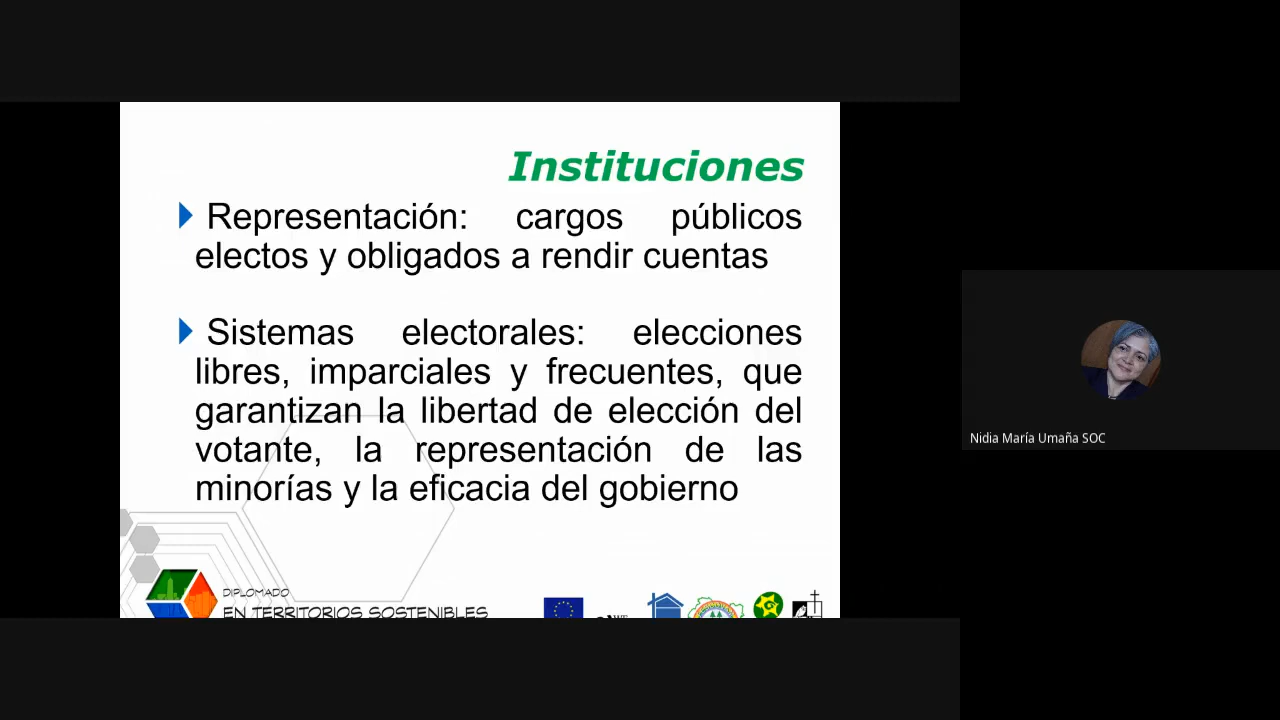 Instituciones
Representación: cargos públicos
electos y obligados a rendir cuentas
Sistemas electorales: elecciones
libres, imparciales y frecuentes, que
garantizan la libertad de elección del
votante, la representación de las
minorías y la eficacia del gobierno
DIPLOMADO
EN TERRITORIOS SOSTENIBLES
Nidia María Umaña SOC